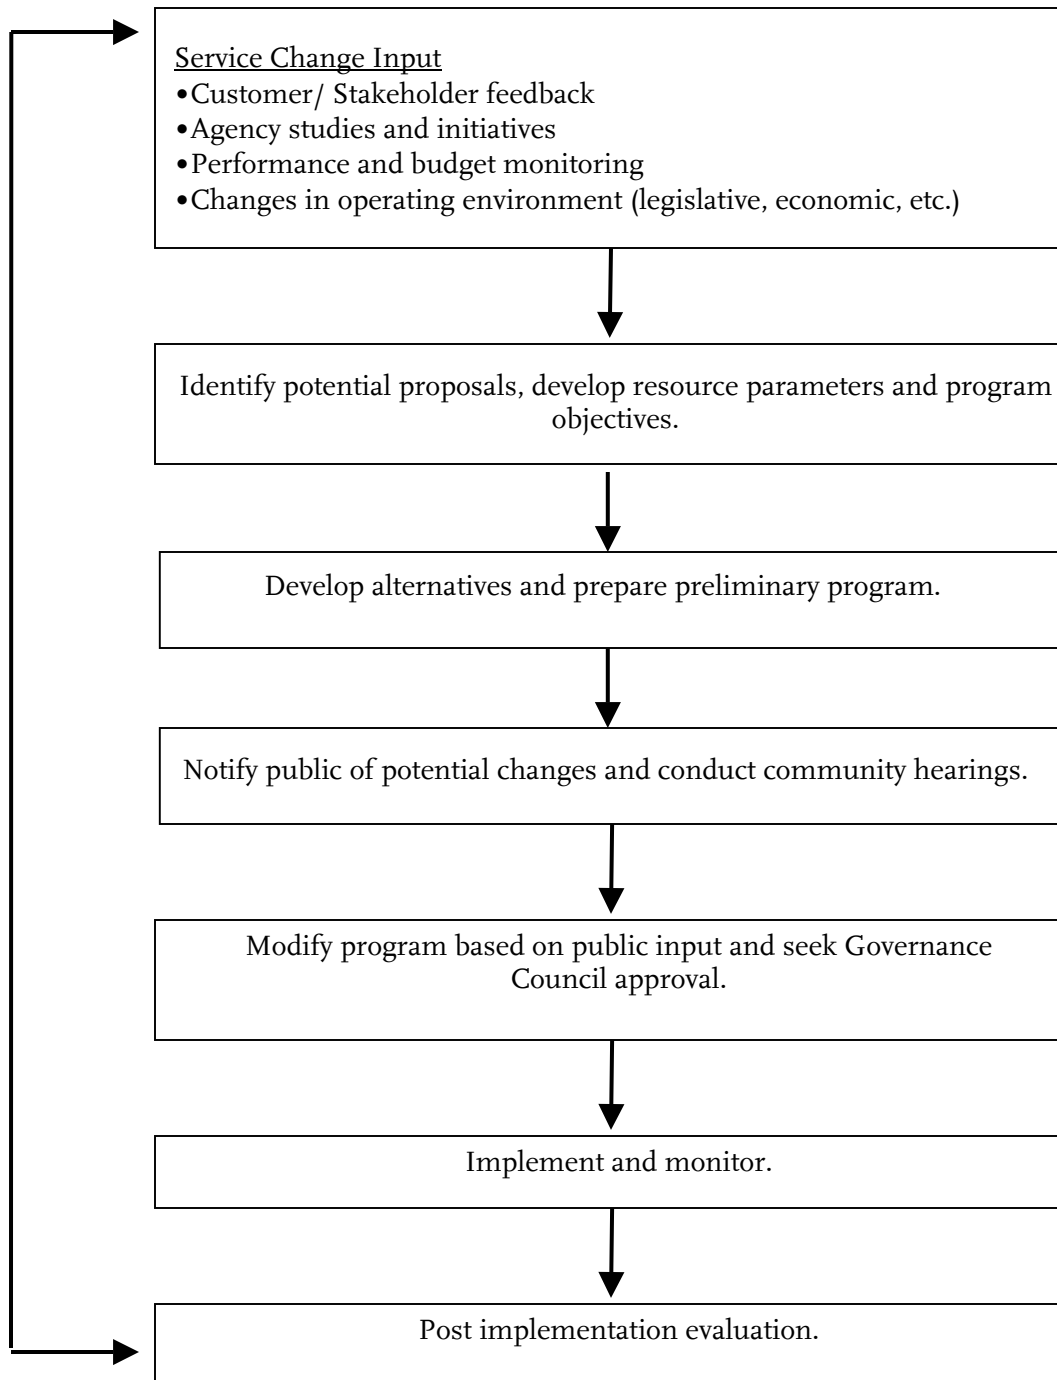 Service Change Input
•Customer/ Stakeholder feedback
•Agency studies and initiatives
•Performance and budget monitoring
•Changes in operating environment (legislative, economic, etc.)
Identify potential proposals, develop resource parameters and program
objectives.
Develop alternatives and prepare preliminary program.
Notify public of potential changes and conduct community hearings.
Modify program based on public input and seek Governance
Council approval.
Implement and monitor.
Post implementation evaluation.